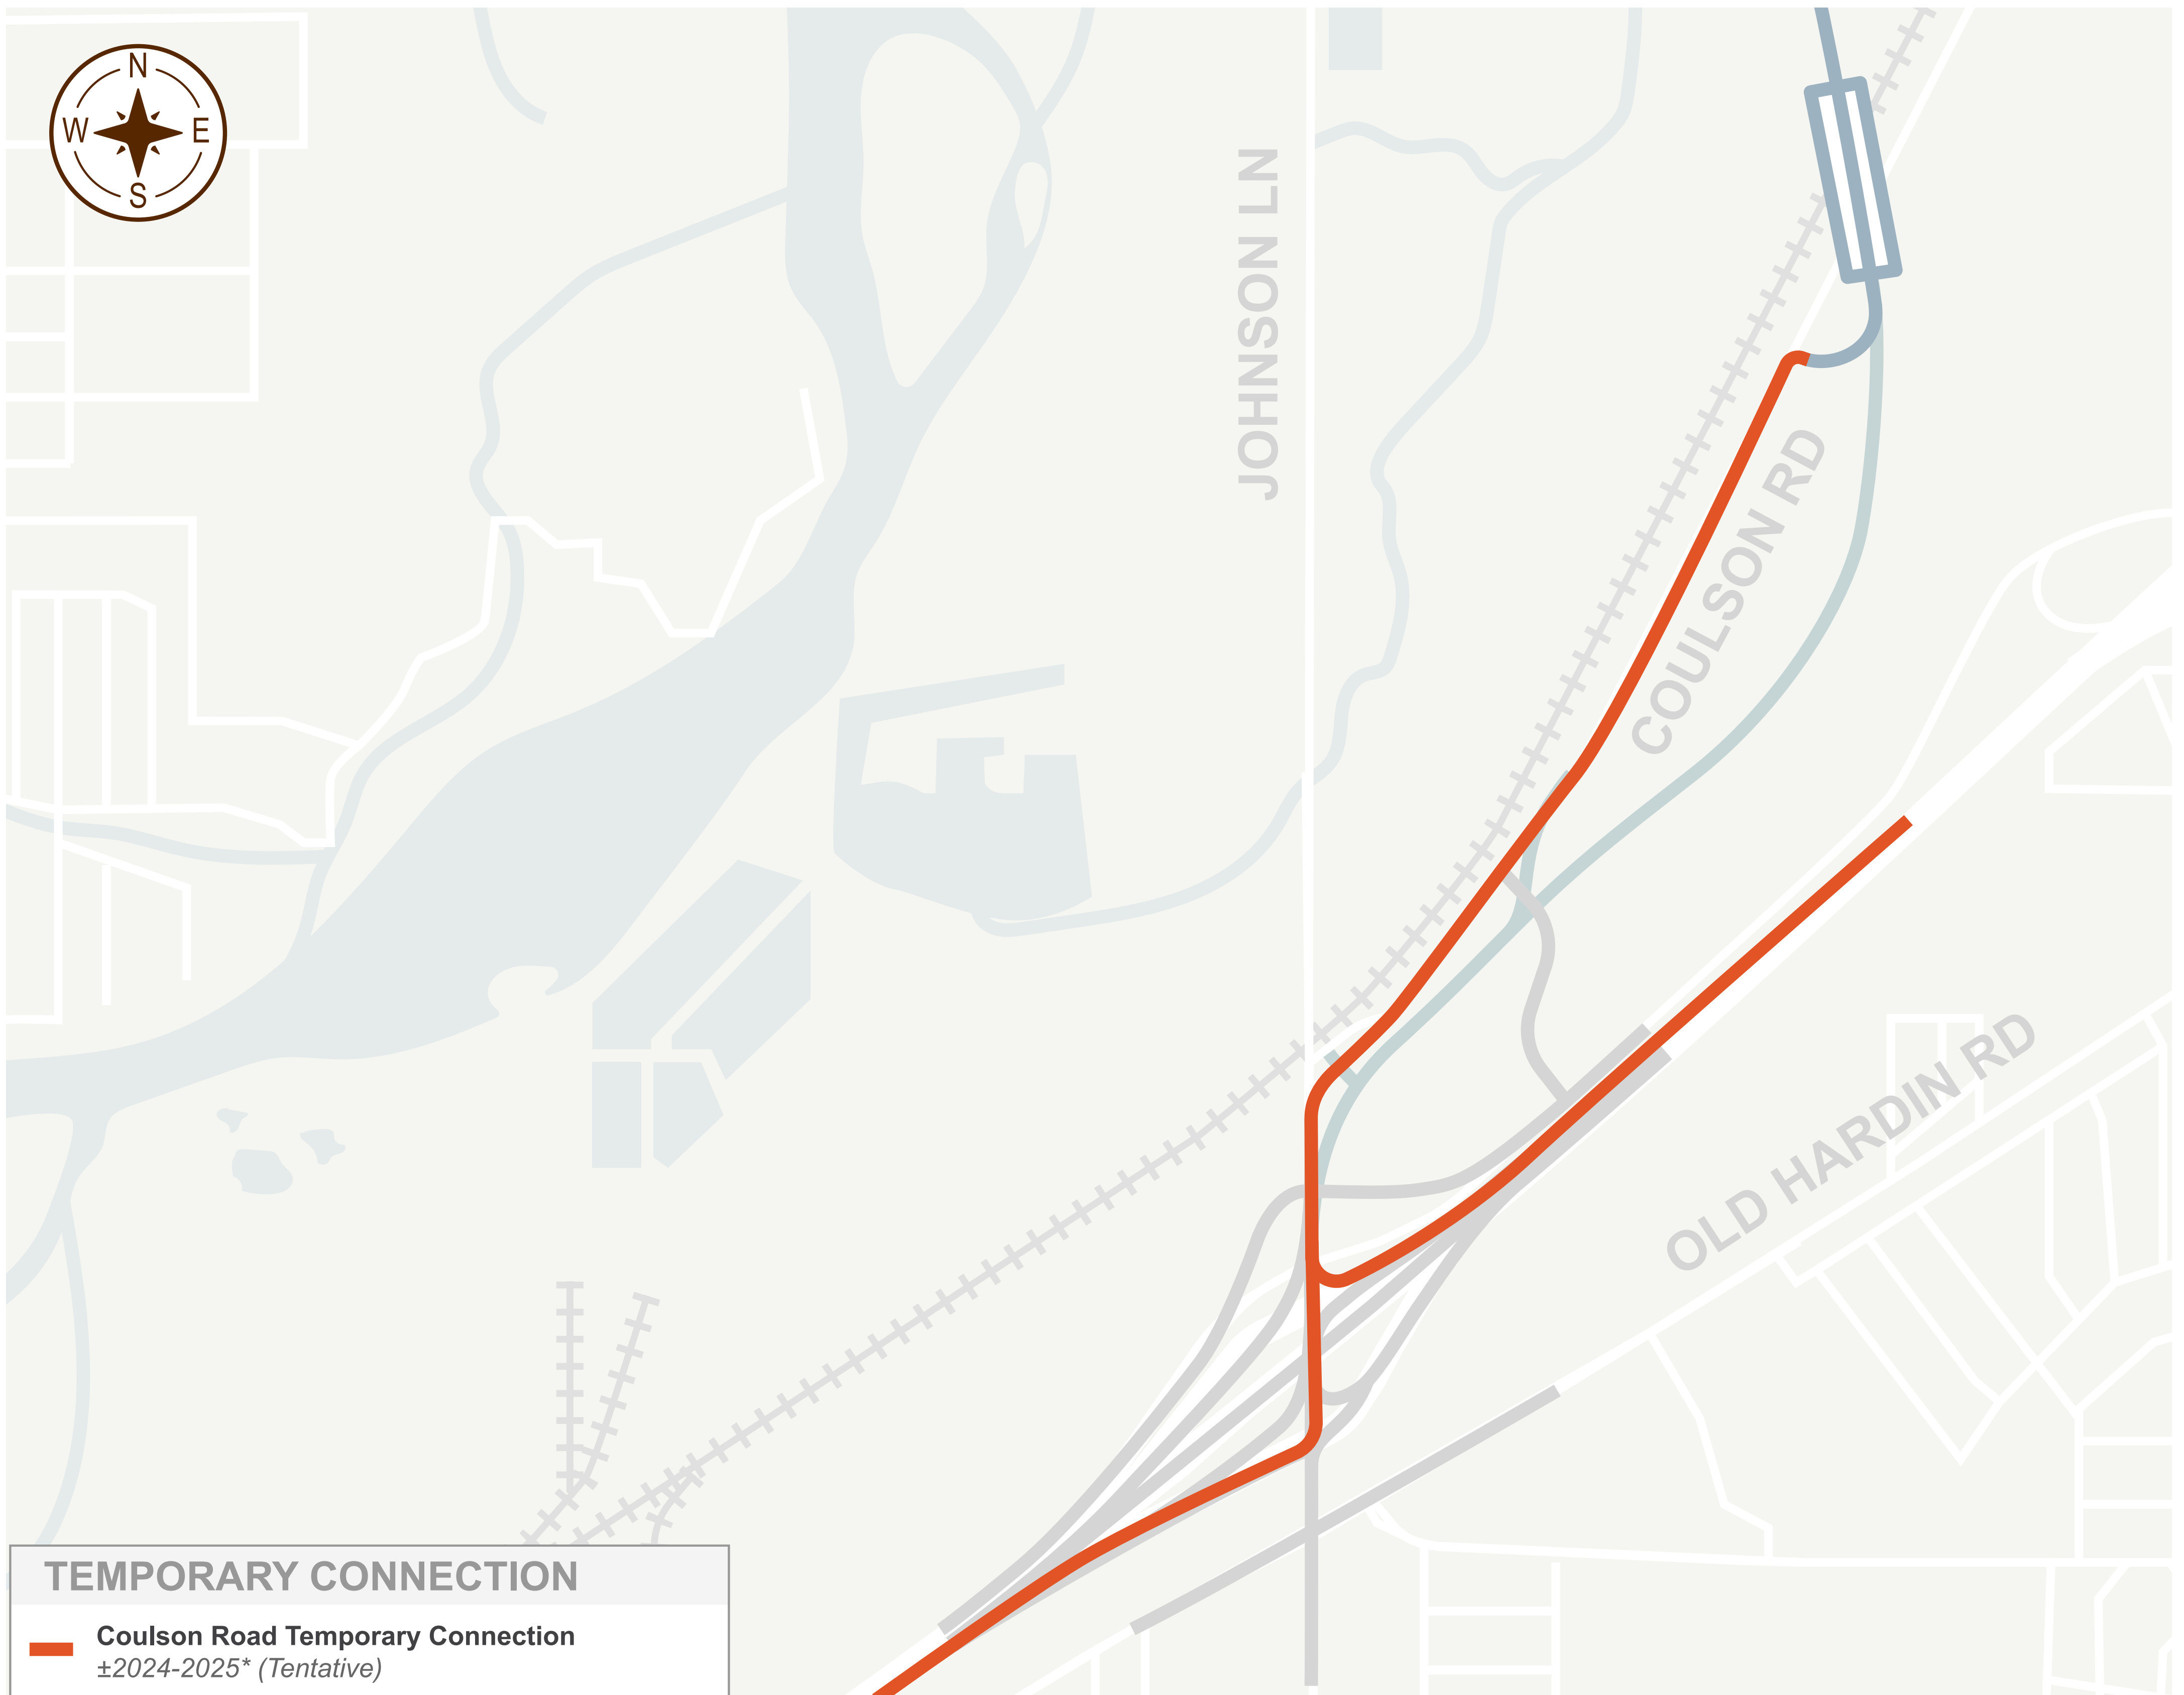 N
W E
S
JOHNSON LN
COULSON RD
OLD HARDIN RD
TEMPORARY CONNECTION
Coulson Road Temporary Connection
±2024-2025* (Tentative)